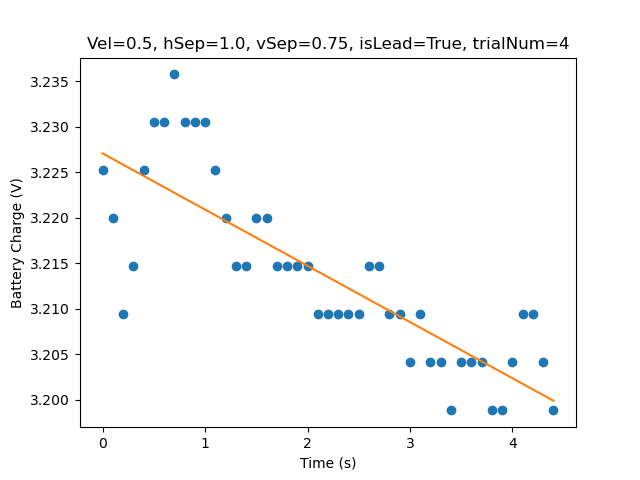 Vel=0.5, hSep=1.0, vSep=0.75, isLead=True, trialNum=4
3.235
3.230
3.225
3.220
3.215
3.210
3.205
3.200
Battery Charge (V)
0 1 2 3 4
Time (s)